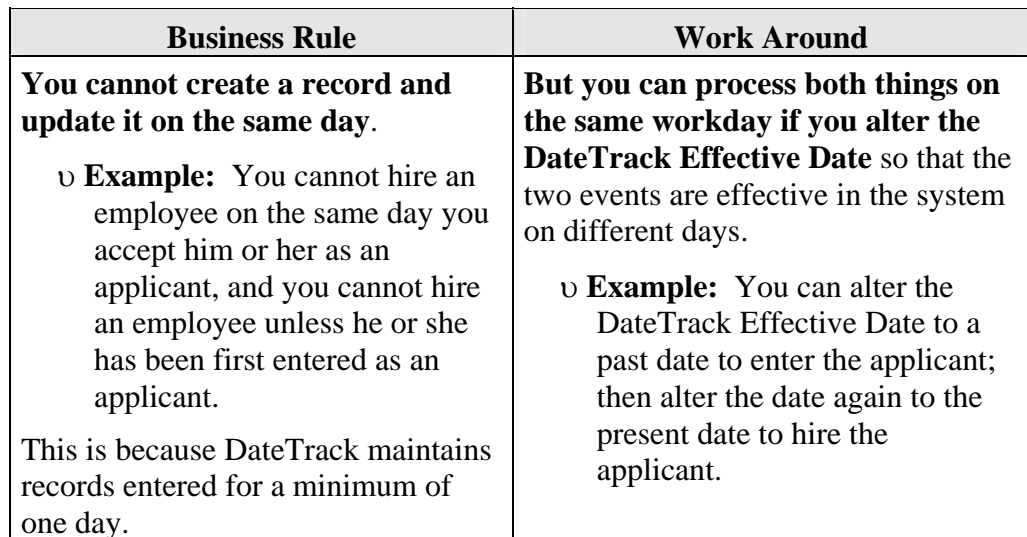 Business Rule
Work Around
You cannot create a record and
update it on the same day.
υ Example: You cannot hire an
employee on the same day you
accept him or her as an
applicant, and you cannot hire
an employee unless he or she
has been first entered as an
applicant.
This is because DateTrack maintains
records entered for a minimum of
one day.
But you can process both things on
the same workday if you alter the
DateTrack Effective Date so that the
two events are effective in the system
on different days.
υ Example: You can alter the
DateTrack Effective Date to a
past date to enter the applicant;
then alter the date again to the
present date to hire the
applicant.